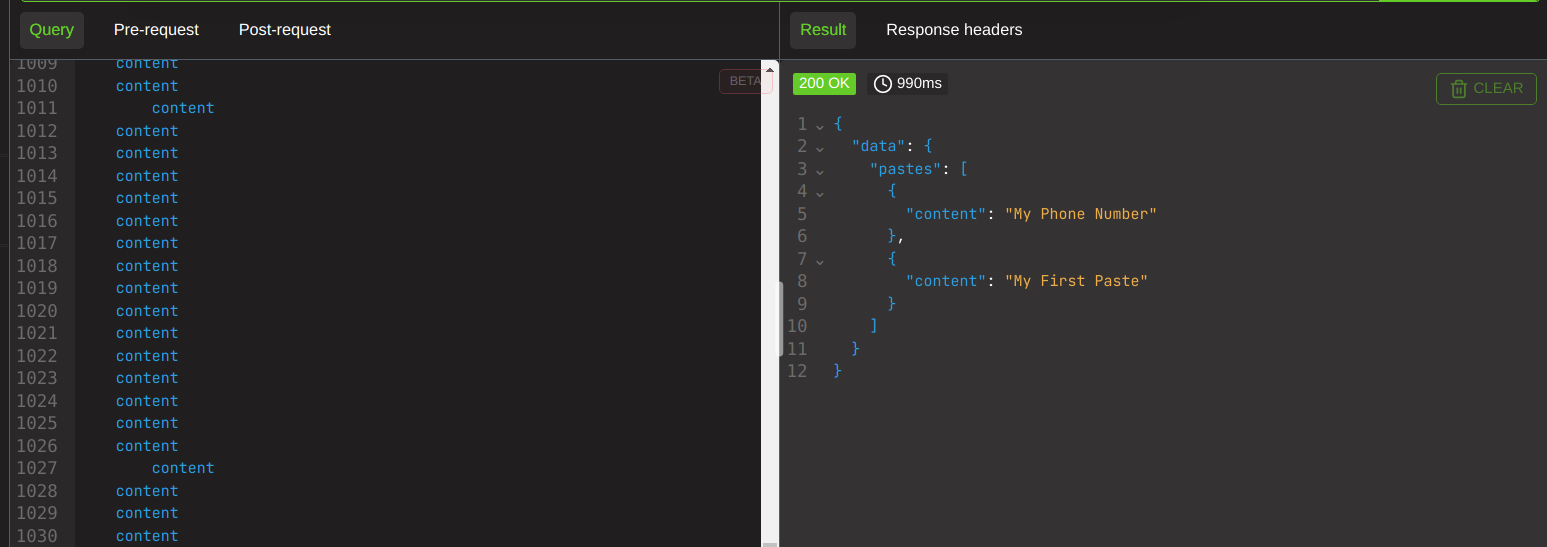 Query Pre-request Post-request
BETA
1009 content
1010 content
1011 content
1012 content
1013 content
1014 content
1015 content
1016 content
1017 content
1018 content
1019 content
1020 content
1021 content
1022 content
1023 content
1024 content
1025 content
1026 content
1027 content
1028 content
1029 content
1030 content
Result Response headers
200 OK 990ms
CLEAR
1 {
2 "data": {
3 "pastes": [
4 {
5 "content": "My Phone Number"
6 },
7 {
8 "content": "My First Paste"
9 }
10 ]
11 }
12 }